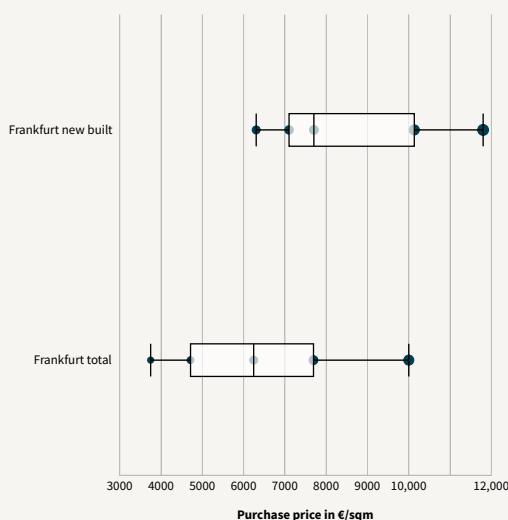 Frankfurt new built
Frankfurt total
3000 4000 5000 6000 7000 8000 9000 10,000 12,000
Purchase price in €/sqm